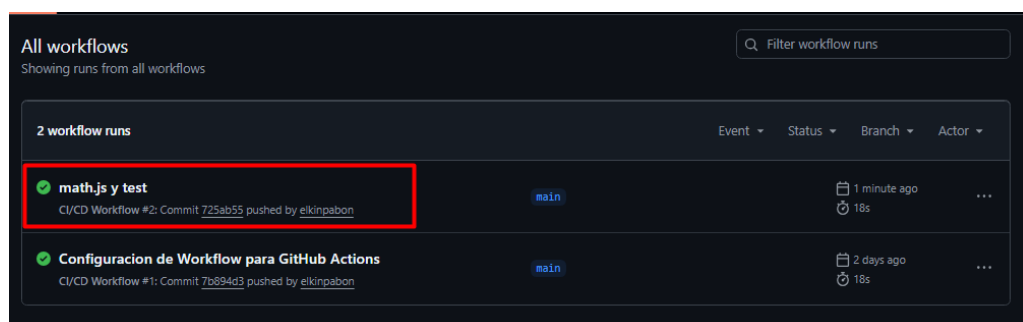 All workflows
Filter workflow runs
Showing runs from all workflows
2 workflow runs
Event Status Branch Actor
math.js y test
main
1 minute ago
CI/CD Workflow #2: Commit 725ab55 pushed by elkinpabon
18s
Configuracion de Workflow para GitHub Actions
main
2 days ago
CI/CD Workflow #1: Commit 7b894d3 pushed by elkinpabon
18s